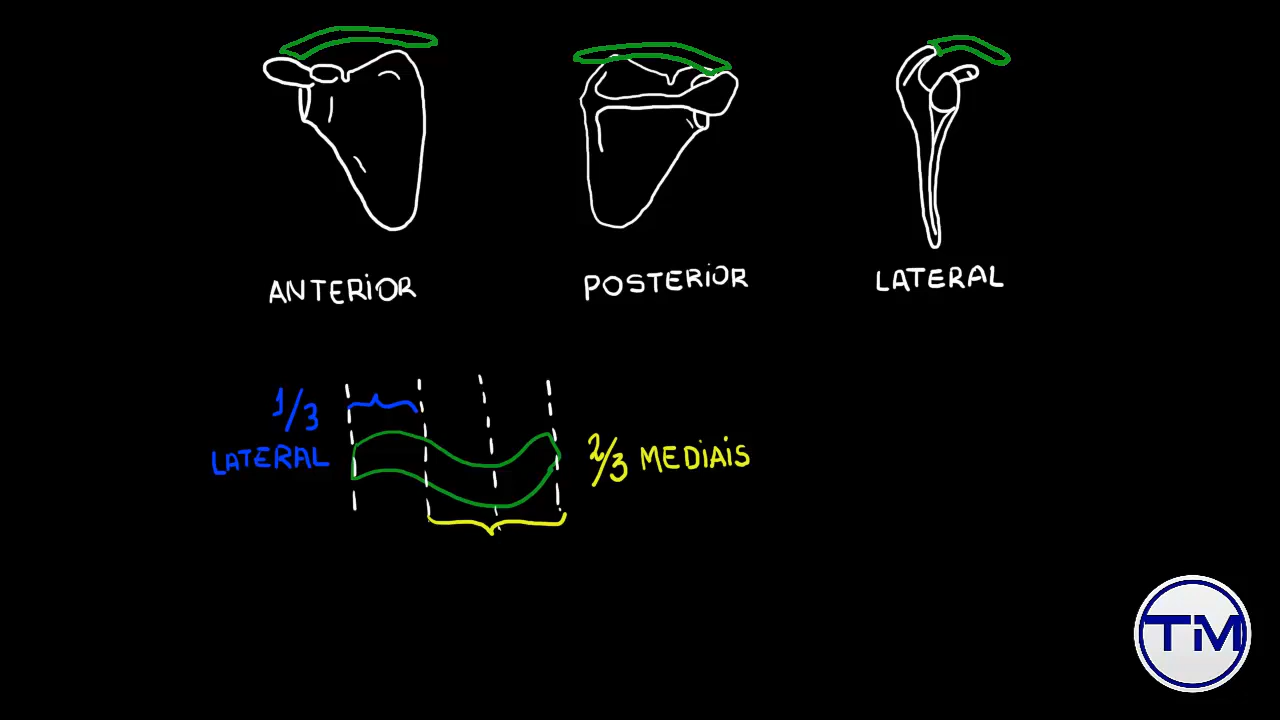 ANTERIOR
POSTERIOR
LATERAL
1/3
LATERAL
2/3 MEDIAIS
TM